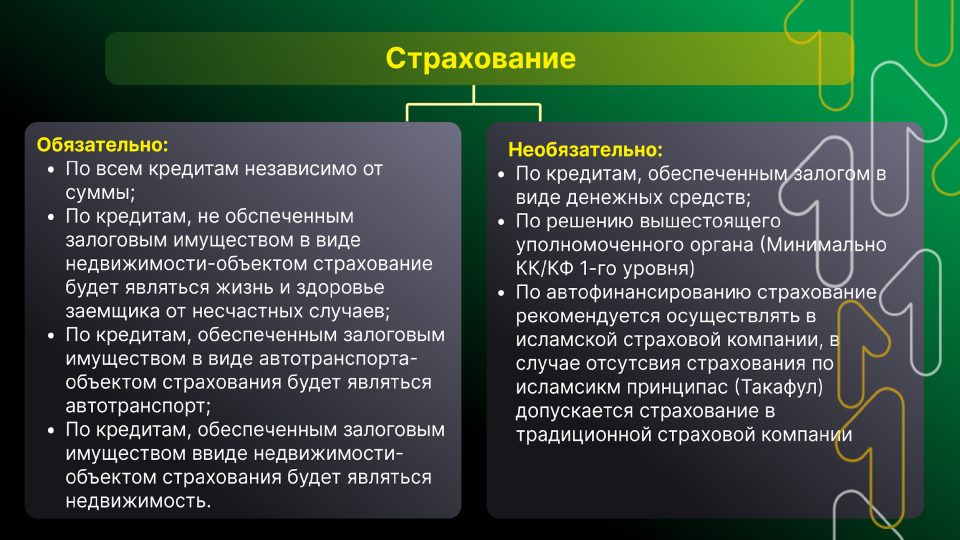 Страхование
Обязательно:
• По всем кредитам независимо от
суммы;
• По кредитам, не обспеченным
залоговым имуществом в виде
недвижимости-объектом страхование
будет являться жизнь и здоровье
заемщика от несчастных случаев;
• По кредитам, обеспеченным залоговым
имуществом в виде автотранспорта-
объектом страхования будет являться
автотранспорт;
• По кредитам, обеспеченным залоговым
имуществом ввиде недвижимости-
объектом страхования будет являться
недвижимость.
Необязательно:
• По кредитам, обеспеченным залогом в
виде денежных средств;
• По решению вышестоящего
уполномоченного органа (Минимально
КК/КФ 1-го уровня)
• По автофинансированию страхование
рекомендуется осуществлять в
исламской страховой компании, в
случае отсутсвия страхования по
исламсикм принципас (Такафул)
допускается страхование в
традиционной страховой компании